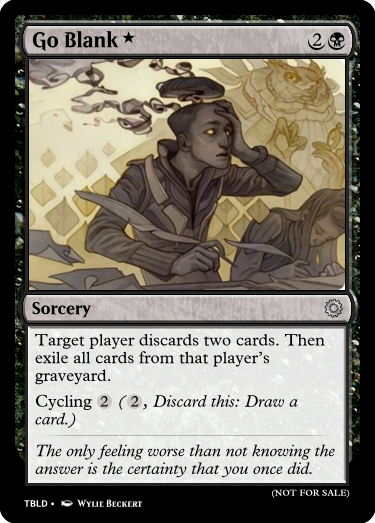 Go Blank★ 2
Sorcery
Target player discards two cards. Then
exile all cards from that player's
graveyard.
Cycling 2 ( 2 , Discard this: Draw a
card.)
The only feeling worse than not knowing the
answer is the certainty that you once did.
(NOT FOR SALE)
TBLD • Wylie Beckert